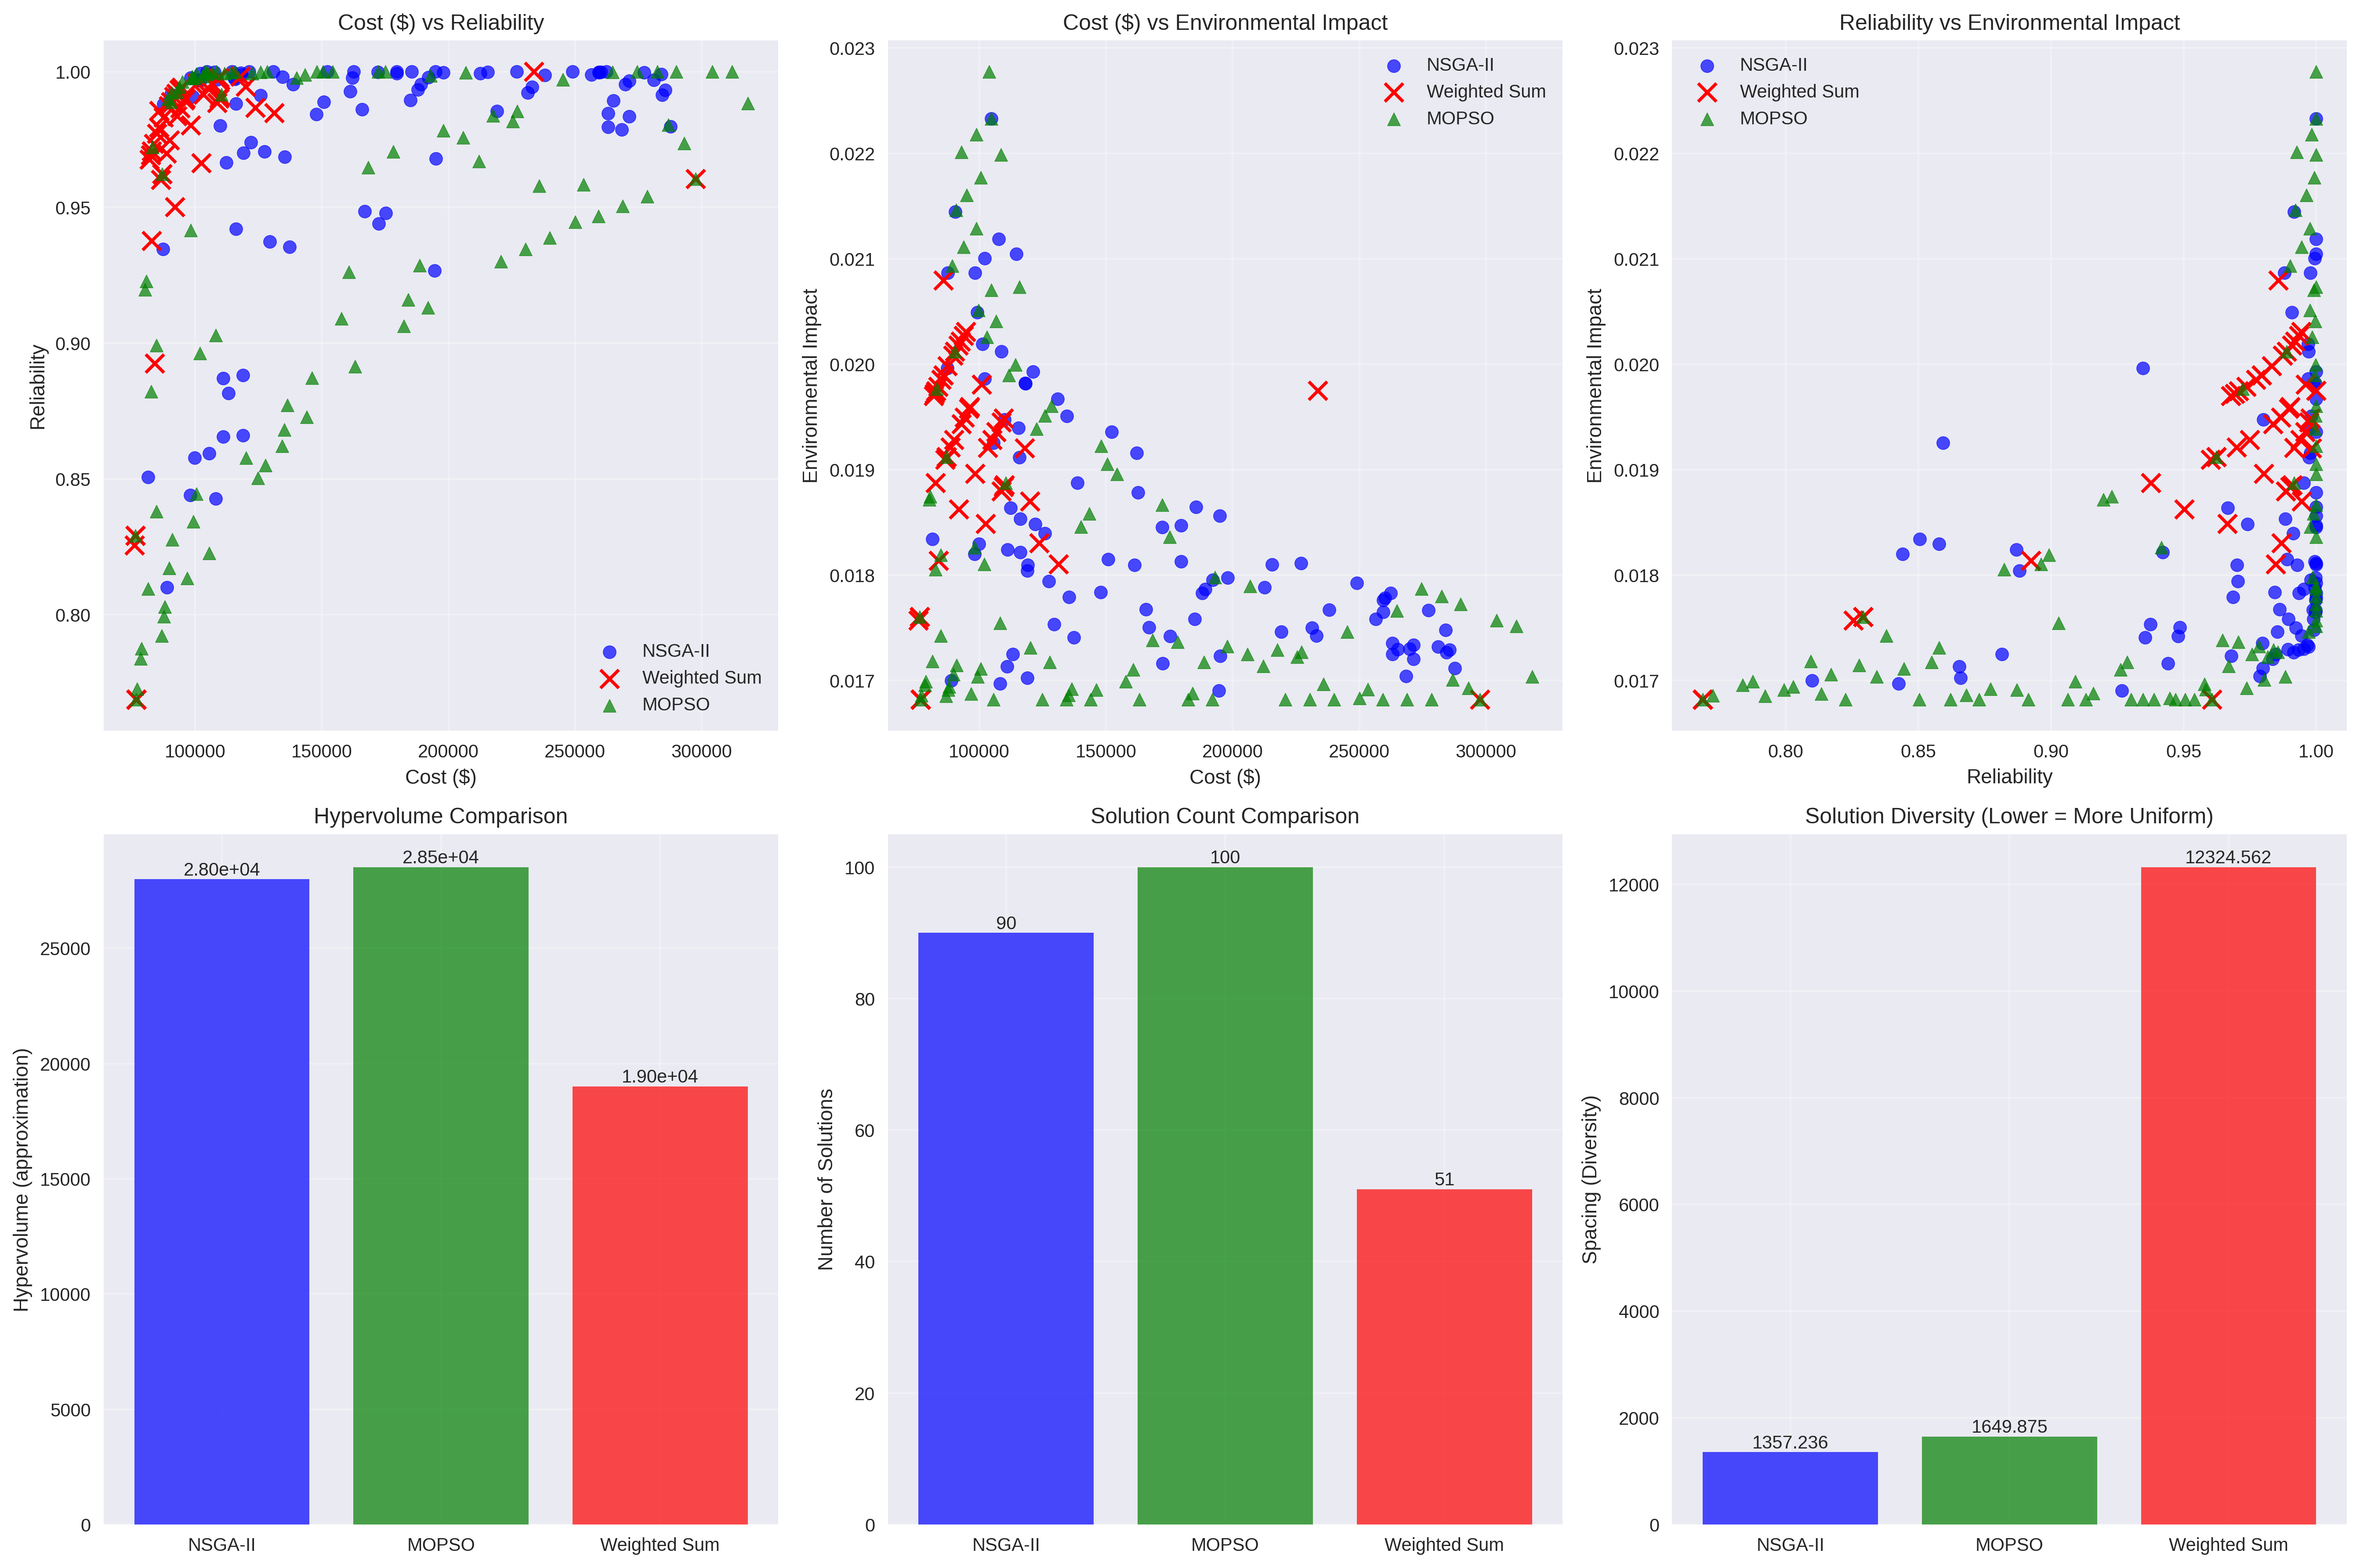 Cost ($) vs Reliability
Reliability
1.00
0.95
0.90
0.85
0.80
NSGA-II
Weighted Sum
MOPSO
100000 150000 200000 250000 300000
Cost ($)
Cost ($) vs Environmental Impact
Environmental Impact
0.023
0.022
0.021
0.020
0.019
0.018
0.017
NSGA-II
Weighted Sum
MOPSO
100000 150000 200000 250000 300000
Cost ($)
Reliability vs Environmental Impact
Environmental Impact
0.023
0.022
0.021
0.020
0.019
0.018
0.017
NSGA-II
Weighted Sum
MOPSO
0.80 0.85 0.90 0.95 1.00
Reliability
Hypervolume Comparison
Hypervolume (approximation)
25000
20000
15000
10000
5000
0
2.80e+04
2.85e+04
1.90e+04
NSGA-II MOPSO Weighted Sum
Solution Count Comparison
Number of Solutions
100
80
60
40
20
0
90
100
51
NSGA-II MOPSO Weighted Sum
Solution Diversity (Lower = More Uniform)
Spacing (Diversity)
12000
10000
8000
6000
4000
2000
0
1357.236
1649.875
12324.562
NSGA-II MOPSO Weighted Sum